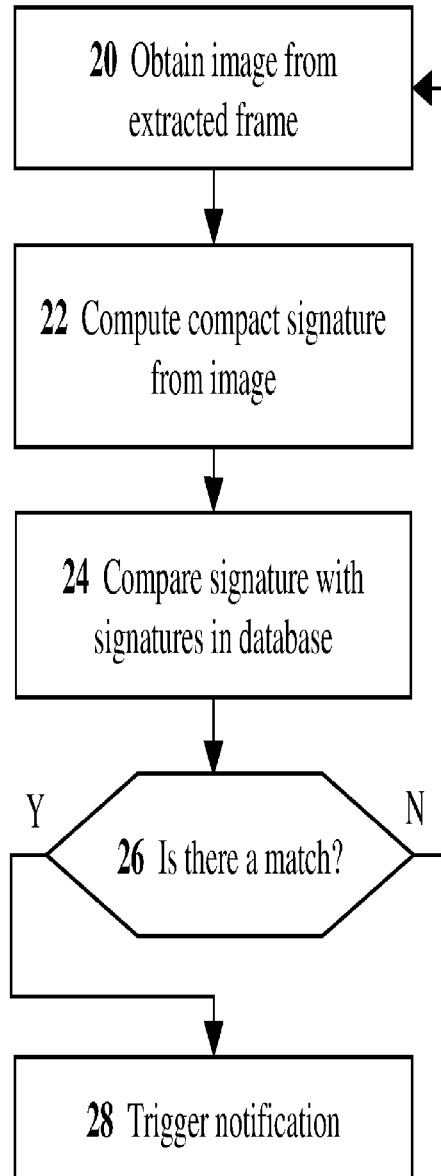 20 Obtain image from
extracted frame
22 Compute compact signature
from image
24 Compare signature with
signatures in database
Y
N
26 Is there a match?
28 Trigger notification